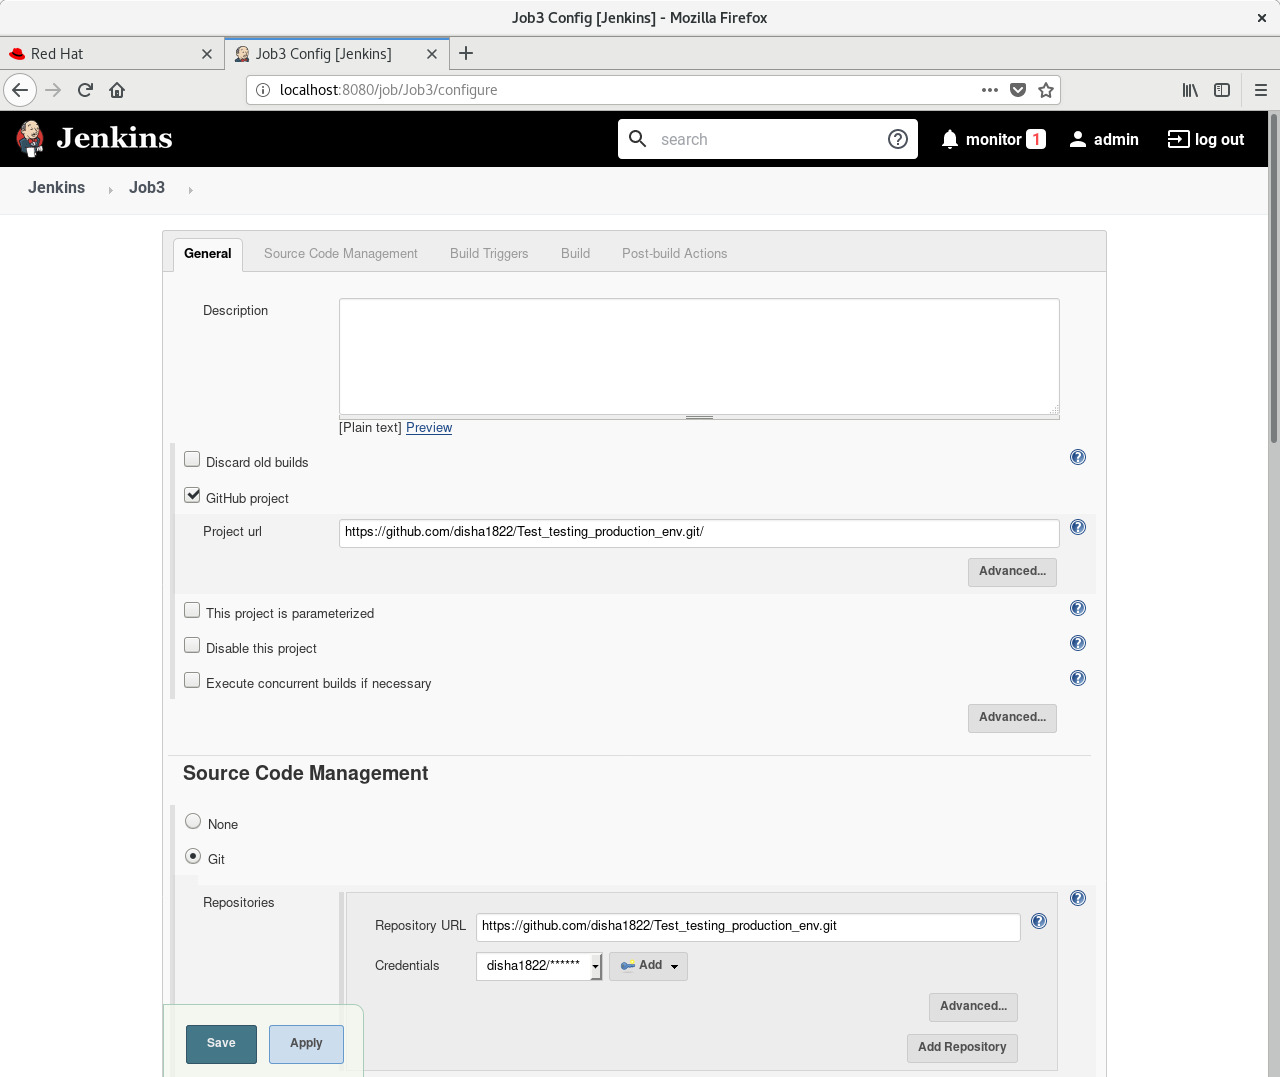 Job3 Config [Jenkins] - Mozilla Firefox
Red Hat
Job3 Config [Jenkins]
localhost:8080/job/Job3/configure
Jenkins
search
monitor 1
admin
log out
Jenkins
Job3
General
Source Code Management
Build Triggers
Build
Post-build Actions
Description
[Plain text] Preview
Discard old builds
GitHub project
Project url
https://github.com/disha1822/Test_testing_production_env.git/
Advanced...
This project is parameterized
Disable this project
Execute concurrent builds if necessary
Advanced...
Source Code Management
None
Git
Repositories
Repository URL
https://github.com/disha1822/Test_testing_production_env.git
Credentials
disha1822/******
Add
Advanced...
Save
Apply
Add Repository